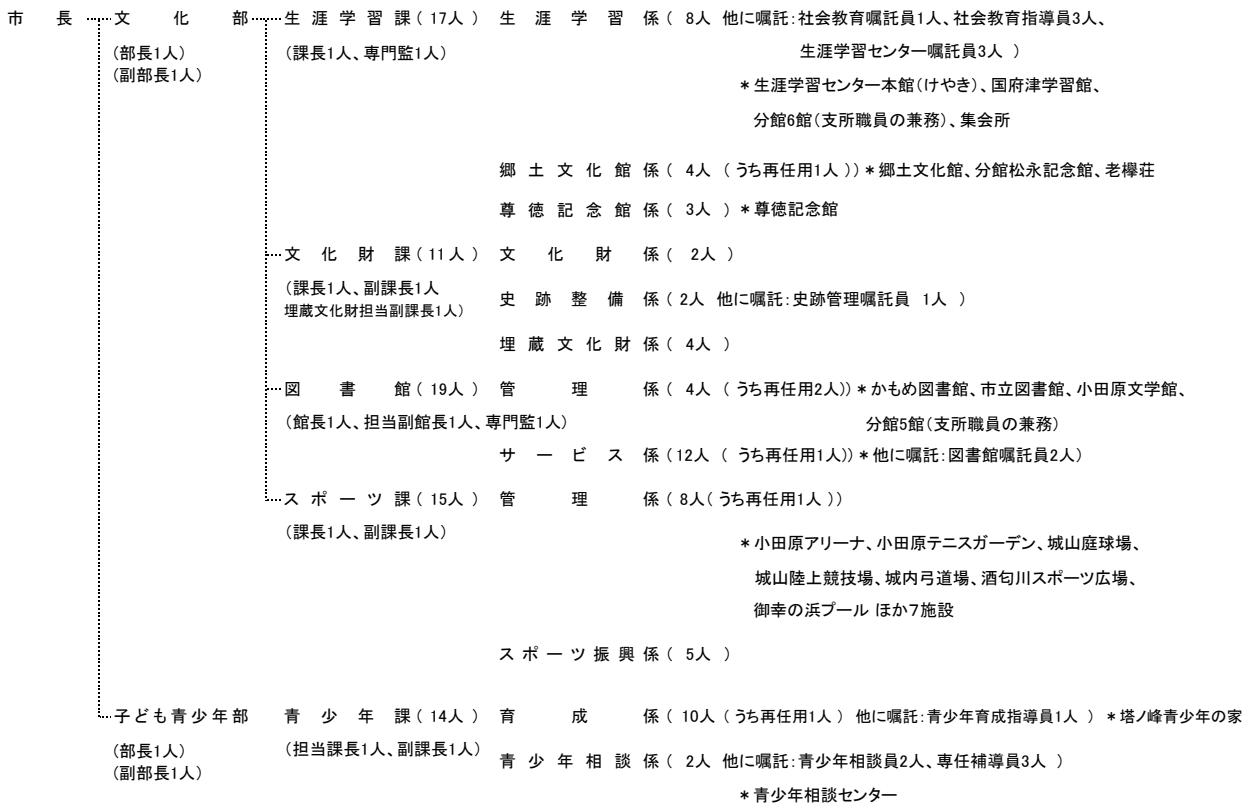 市長 文化部 生涯学習課(17人) 生涯学習係( 8人 他に嘱託:社会教育嘱託員1人、社会教育指導員3人、
(部長1人) (課長1人、専門監1人) 生涯学習センター嘱託員3人 )
(副部長1人)
*生涯学習センター本館(けやき)、国府津学習館、
分館6館(支所職員の兼務)、集会所
郷土文化館係( 4人 (うち再任用1人 ))*郷土文化館、分館松永記念館、老欅荘
尊徳記念館係( 3人 )*尊徳記念館
文化財課(11人) 文化財係( 2人 )
(課長1人、副課長1人
埋蔵文化財担当副課長1人)
史跡整備係(2人 他に嘱託:史跡管理嘱託員 1人 )
埋蔵文化財係( 4人 )
図書館(19人) 管理係( 4人 (うち再任用2人))*かもめ図書館、市立図書館、小田原文学館、
(館長1人、担当副館長1人、専門監1人) 分館5館(支所職員の兼務)
サービス係(12人 ( うち再任用1人))*他に嘱託:図書館嘱託員2人)
スポーツ課(15人) 管理係( 8人(うち再任用1人 ))
(課長1人、副課長1人)
*小田原アリーナ、小田原テニスガーデン、城山庭球場、
城山陸上競技場、城内弓道場、酒匂川スポーツ広場、
御幸の浜プール ほか7施設
スポーツ振興係( 5人 )
子ども青少年部 青少年課(14人) 育成係( 10人(うち再任用1人 ) 他に嘱託:青少年育成指導員1人 ) *塔ノ峰青少年の家
(部長1人) (担当課長1人、副課長1人)
(副部長1人)
青少年相談係( 2人 他に嘱託:青少年相談員2人、専任補導員3人 )
*青少年相談センター